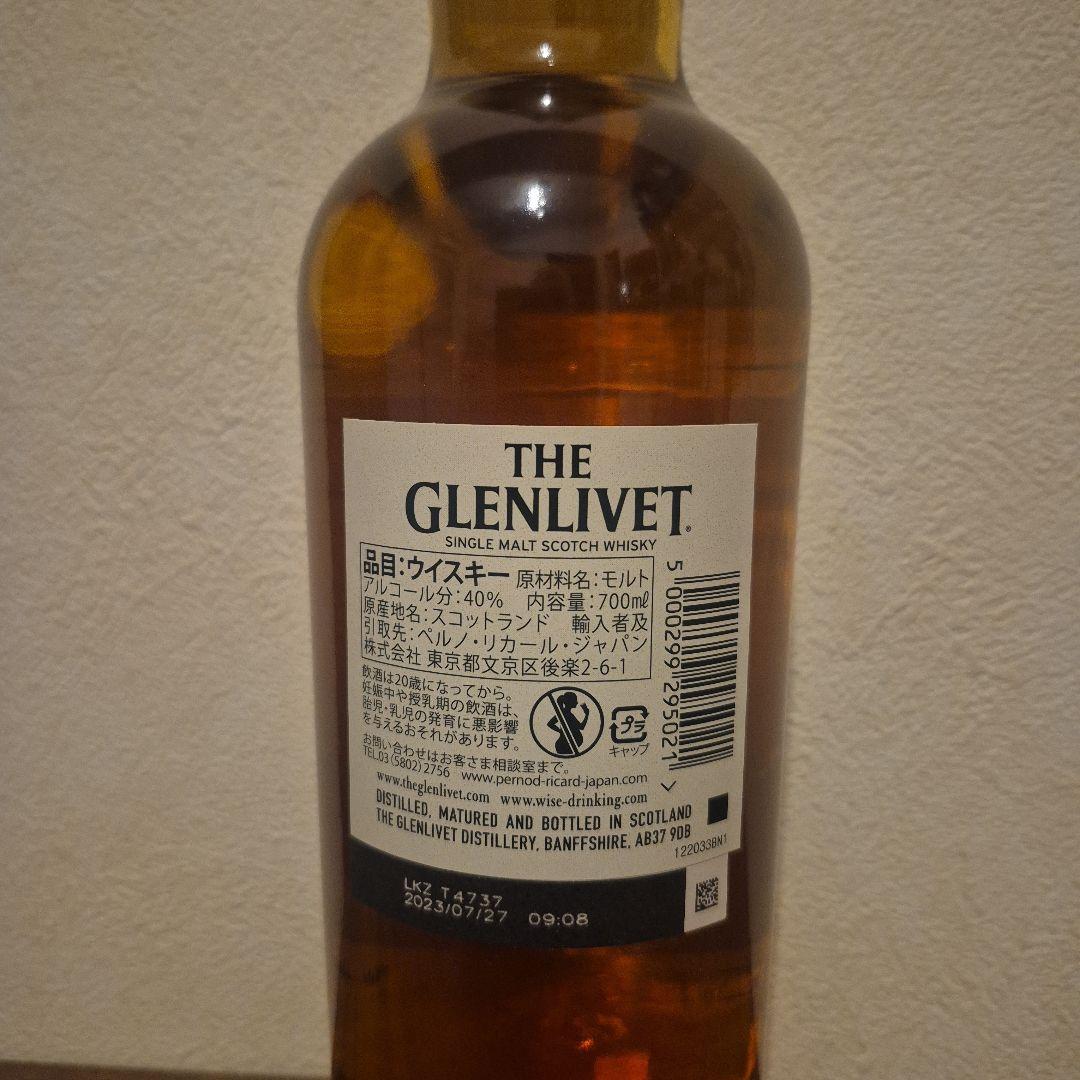 THE
GLENLIVET®
SINGLE MALT SCOTCH WHISKY
品目:ウイスキー 原材料名:モルト
アルコール分:40% 内容量:700㎖
原産地名:スコットランド 輸入者及
引取先:ペルノ・リカール・ジャパン
株式会社 東京都文京区後楽2-6-1
飲酒は20歳になってから。
妊娠中や授乳期の飲酒は、
胎児・乳児の発育に悪影響
を与えるおそれがあります。
プラ
キャップ
お問い合わせはお客さま相談室まで。
TEL.03(5802)2756 www.pernod-ricard-japan.com
www.theglenlivet.com www.wise-drinking.com
DISTILLED, MATURED AND BOTTLED IN SCOTLAND
THE GLENLIVET DISTILLERY, BANFFSHIRE, AB37 9DB
5 000299 295021 >
122033BN1
LKZ T4737
2023/07/27 09:08